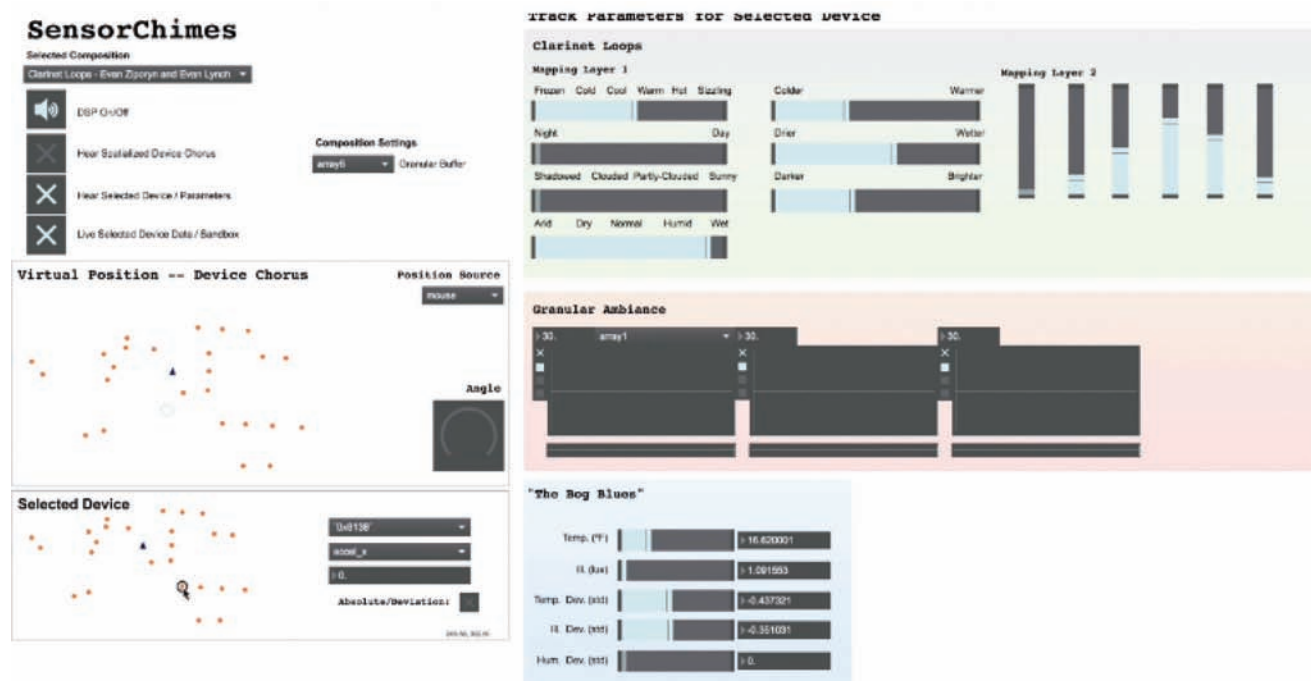 SensorChimes
Selected Composition
Clarinet Loops - Evan Ziporyn and Evan Lynch
DSP On/Off
Hear Spatialized Device Chorus
Hear Selected Device / Parameters
Live Selected Device Data / Sandbox
Composition Settings
array5 Granular Buffer
Virtual Position -- Device Chorus
Position Source
mouse
Angle
Selected Device
"0x8138"
accel_x
0.
Absolute/Deviation:
Track Parameters for Selected Device
Clarinet Loops
Mapping Layer 1
Frozen Cold Cool Warm Hot Sizzling
Colder Warmer
Night Day
Drier Wetter
Shadowed Clouded Partly-Clouded Sunny
Darker Brighter
Arid Dry Normal Humid Wet
Mapping Layer 2
Granular Ambiance
30. array1 30. 30.
"The Bog Blues"
Temp. (°F) 16.620001
Ill. (lux) 1.091553
Temp. Dev. (std) -0.437321
Ill. Dev. (std) -0.351031
Hum. Dev. (std) 0.